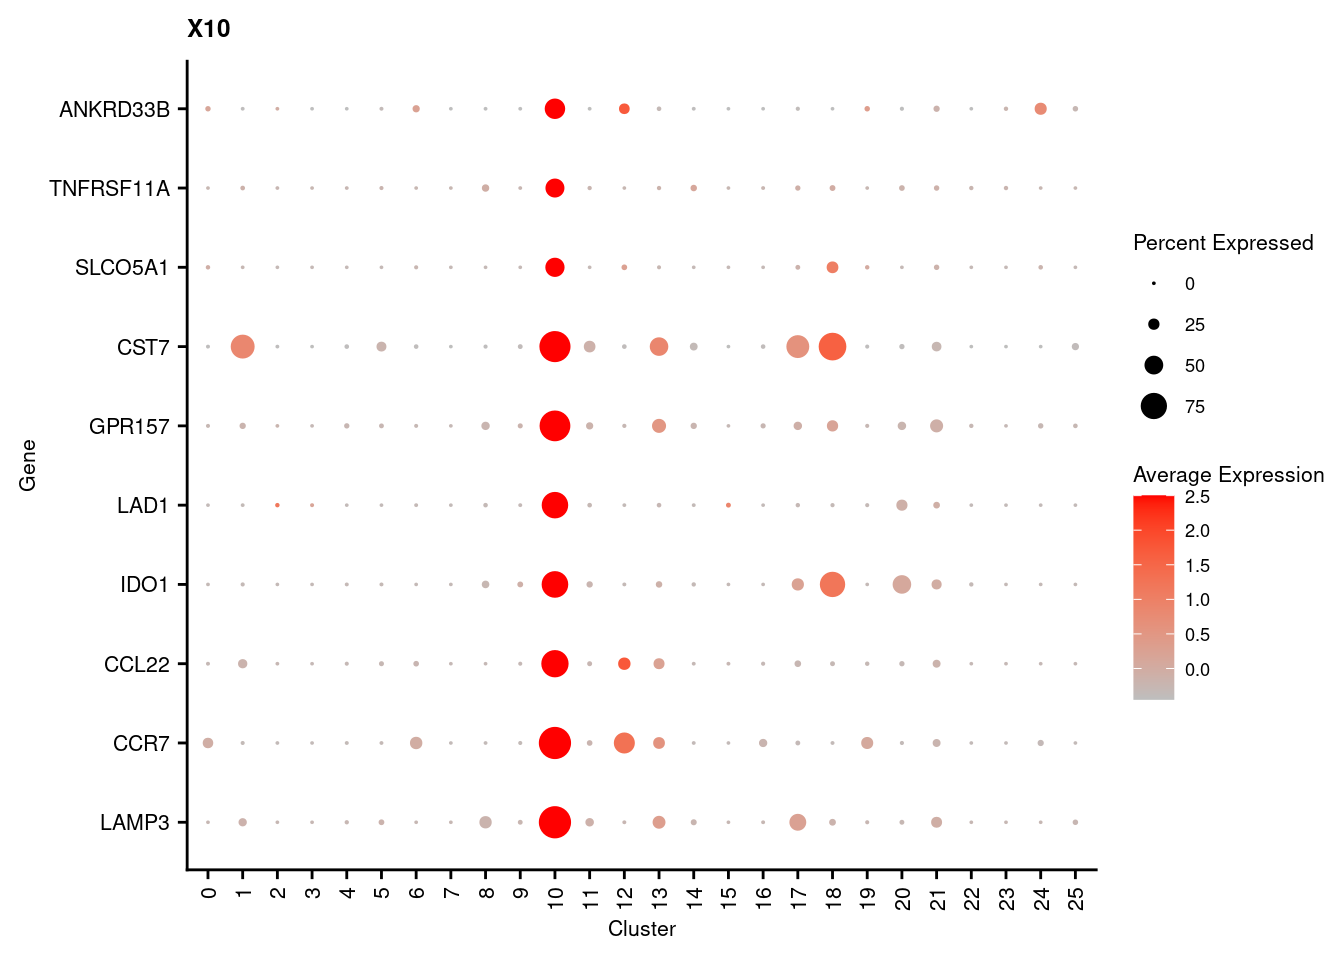 X10
ANKRD33B
TNFRSF11A
SLCO5A1
CST7
GPR157
LAD1
IDO1
CCL22
CCR7
LAMP3
Gene
0 1 2 3 4 5 6 7 8 9 10 11 12 13 14 15 16 17 18 19 20 21 22 23 24 25
Cluster
Percent Expressed
0
25
50
75
Average Expression
2.5
2.0
1.5
1.0
0.5
0.0